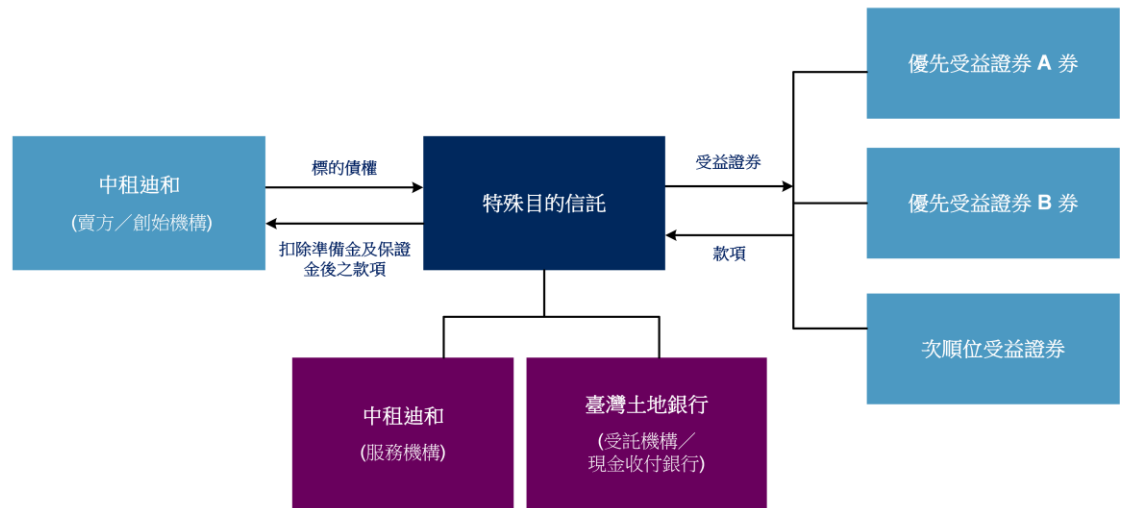 中租迪和
(賣方／創始機構)
標的債權
扣除準備金及保證
金後之款項
特殊目的信託
受益證券
款項
優先受益證券 A 券
優先受益證券 B 券
次順位受益證券
中租迪和
(服務機構)
臺灣土地銀行
(受託機構／
現金收付銀行)